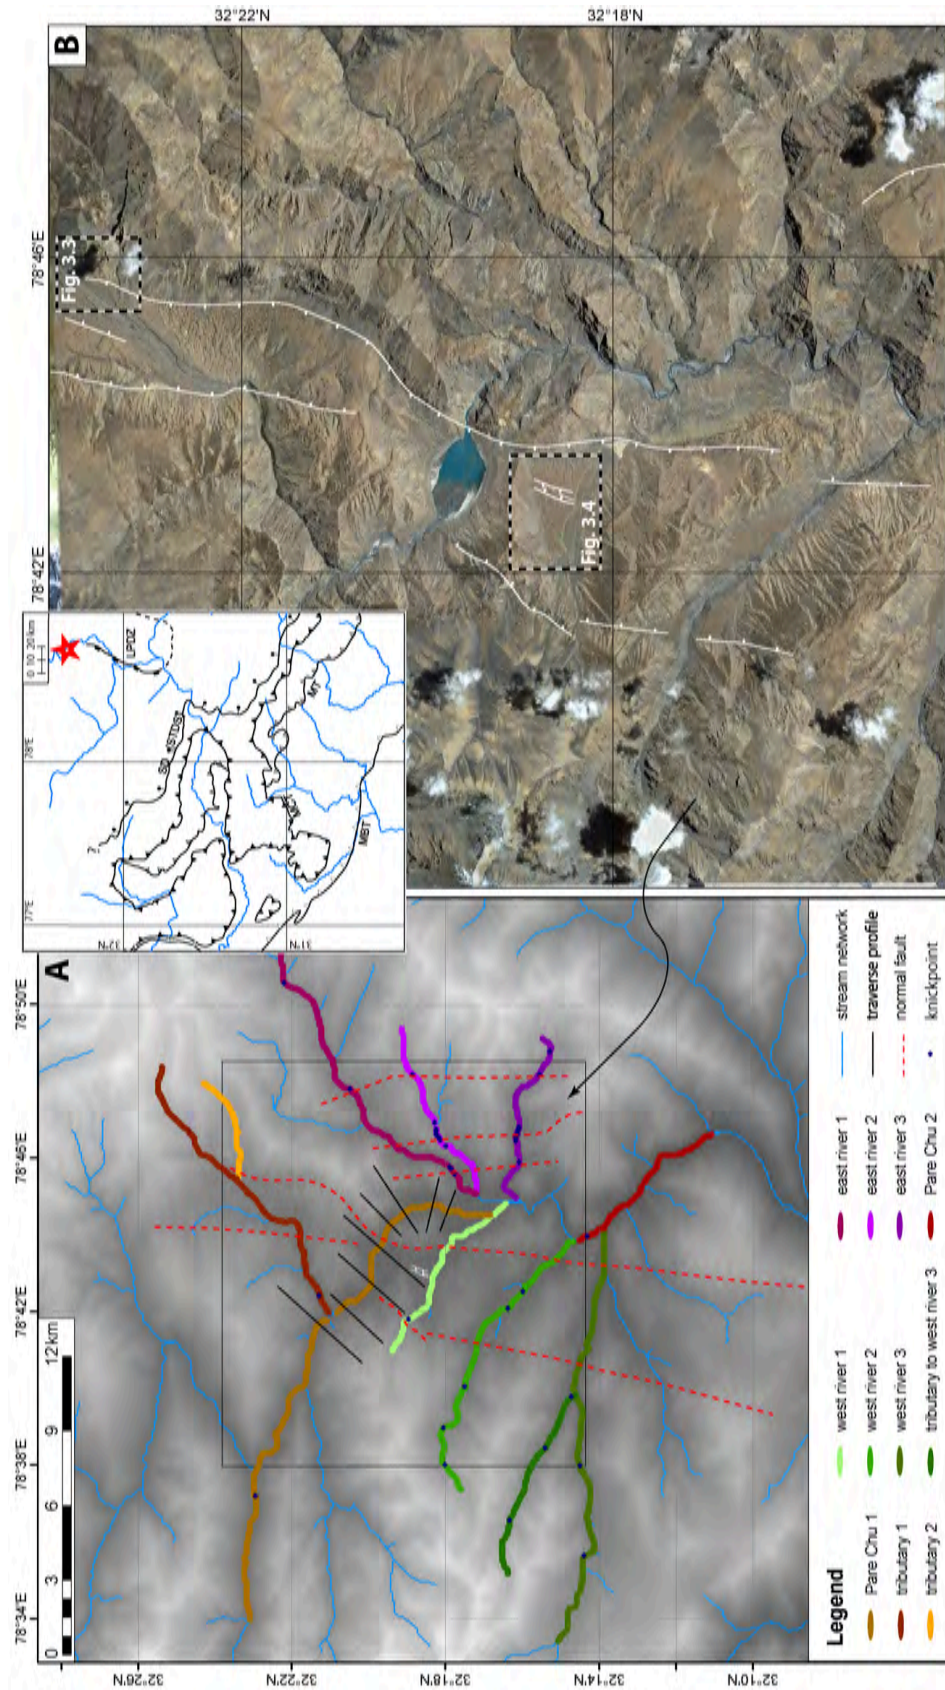 A
78°34'E
78°38'E
78°42'E
78°46'E
78°50'E
0 3 6 9 12 km
32°26'N
32°22'N
32°18'N
32°14'N
32°10'N
Legend
Pare Chu 1
tributary 1
tributary 2
west river 1
west river 2
west river 3
tributary to west river 3
east river 1
east river 2
east river 3
Pare Chu 2
stream network
traverse profile
normal fault
knickpoint
77°E
78°E
0 10 20 km
32°N
31°N
?
LPDZ
MT
MBT
B
78°42'E
78°46'E
32°22'N
32°18'N
Fig. 3.3
Fig. 3.4